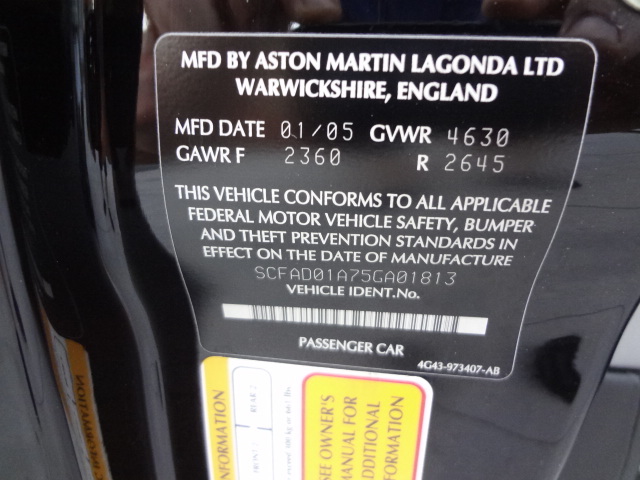 MFD BY ASTON MARTIN LAGONDA LTD
WARWICKSHIRE, ENGLAND
MFD DATE 01/05 GVWR 4630
GAWR F 2360 R 2645
THIS VEHICLE CONFORMS TO ALL APPLICABLE
FEDERAL MOTOR VEHICLE SAFETY, BUMPER
AND THEFT PREVENTION STANDARDS IN
EFFECT ON THE DATE OF MANUFACTURE
SCFAD01A75GA01813
VEHICLE IDENT.No.
PASSENGER CAR
4G43-973407-AB
SEE OWNER'S
MANUAL FOR
ADDITIONAL